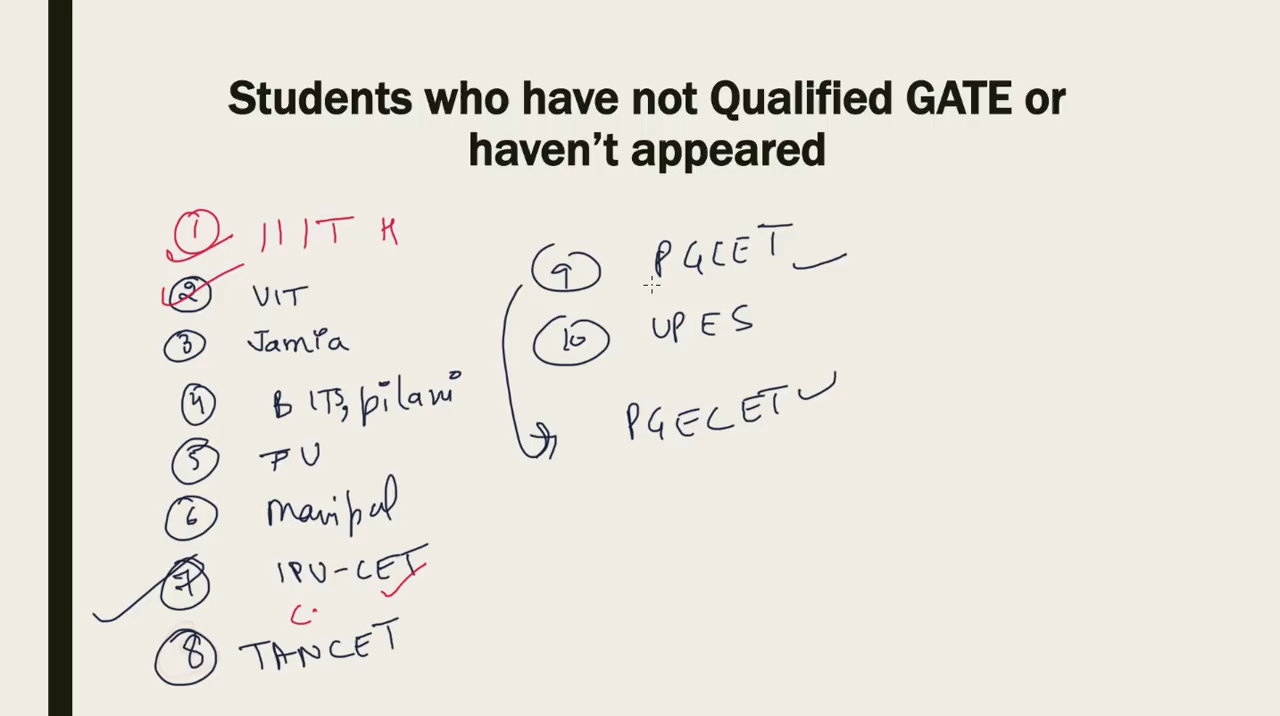 Students who have not Qualified GATE or
haven't appeared
1 IIIT H
2 VIT
3 Jamia
4 BITS, pilani
5
6 manipal
7 IPU-CET
8 TANCET
9 PGCET
10 UPES
PGECET